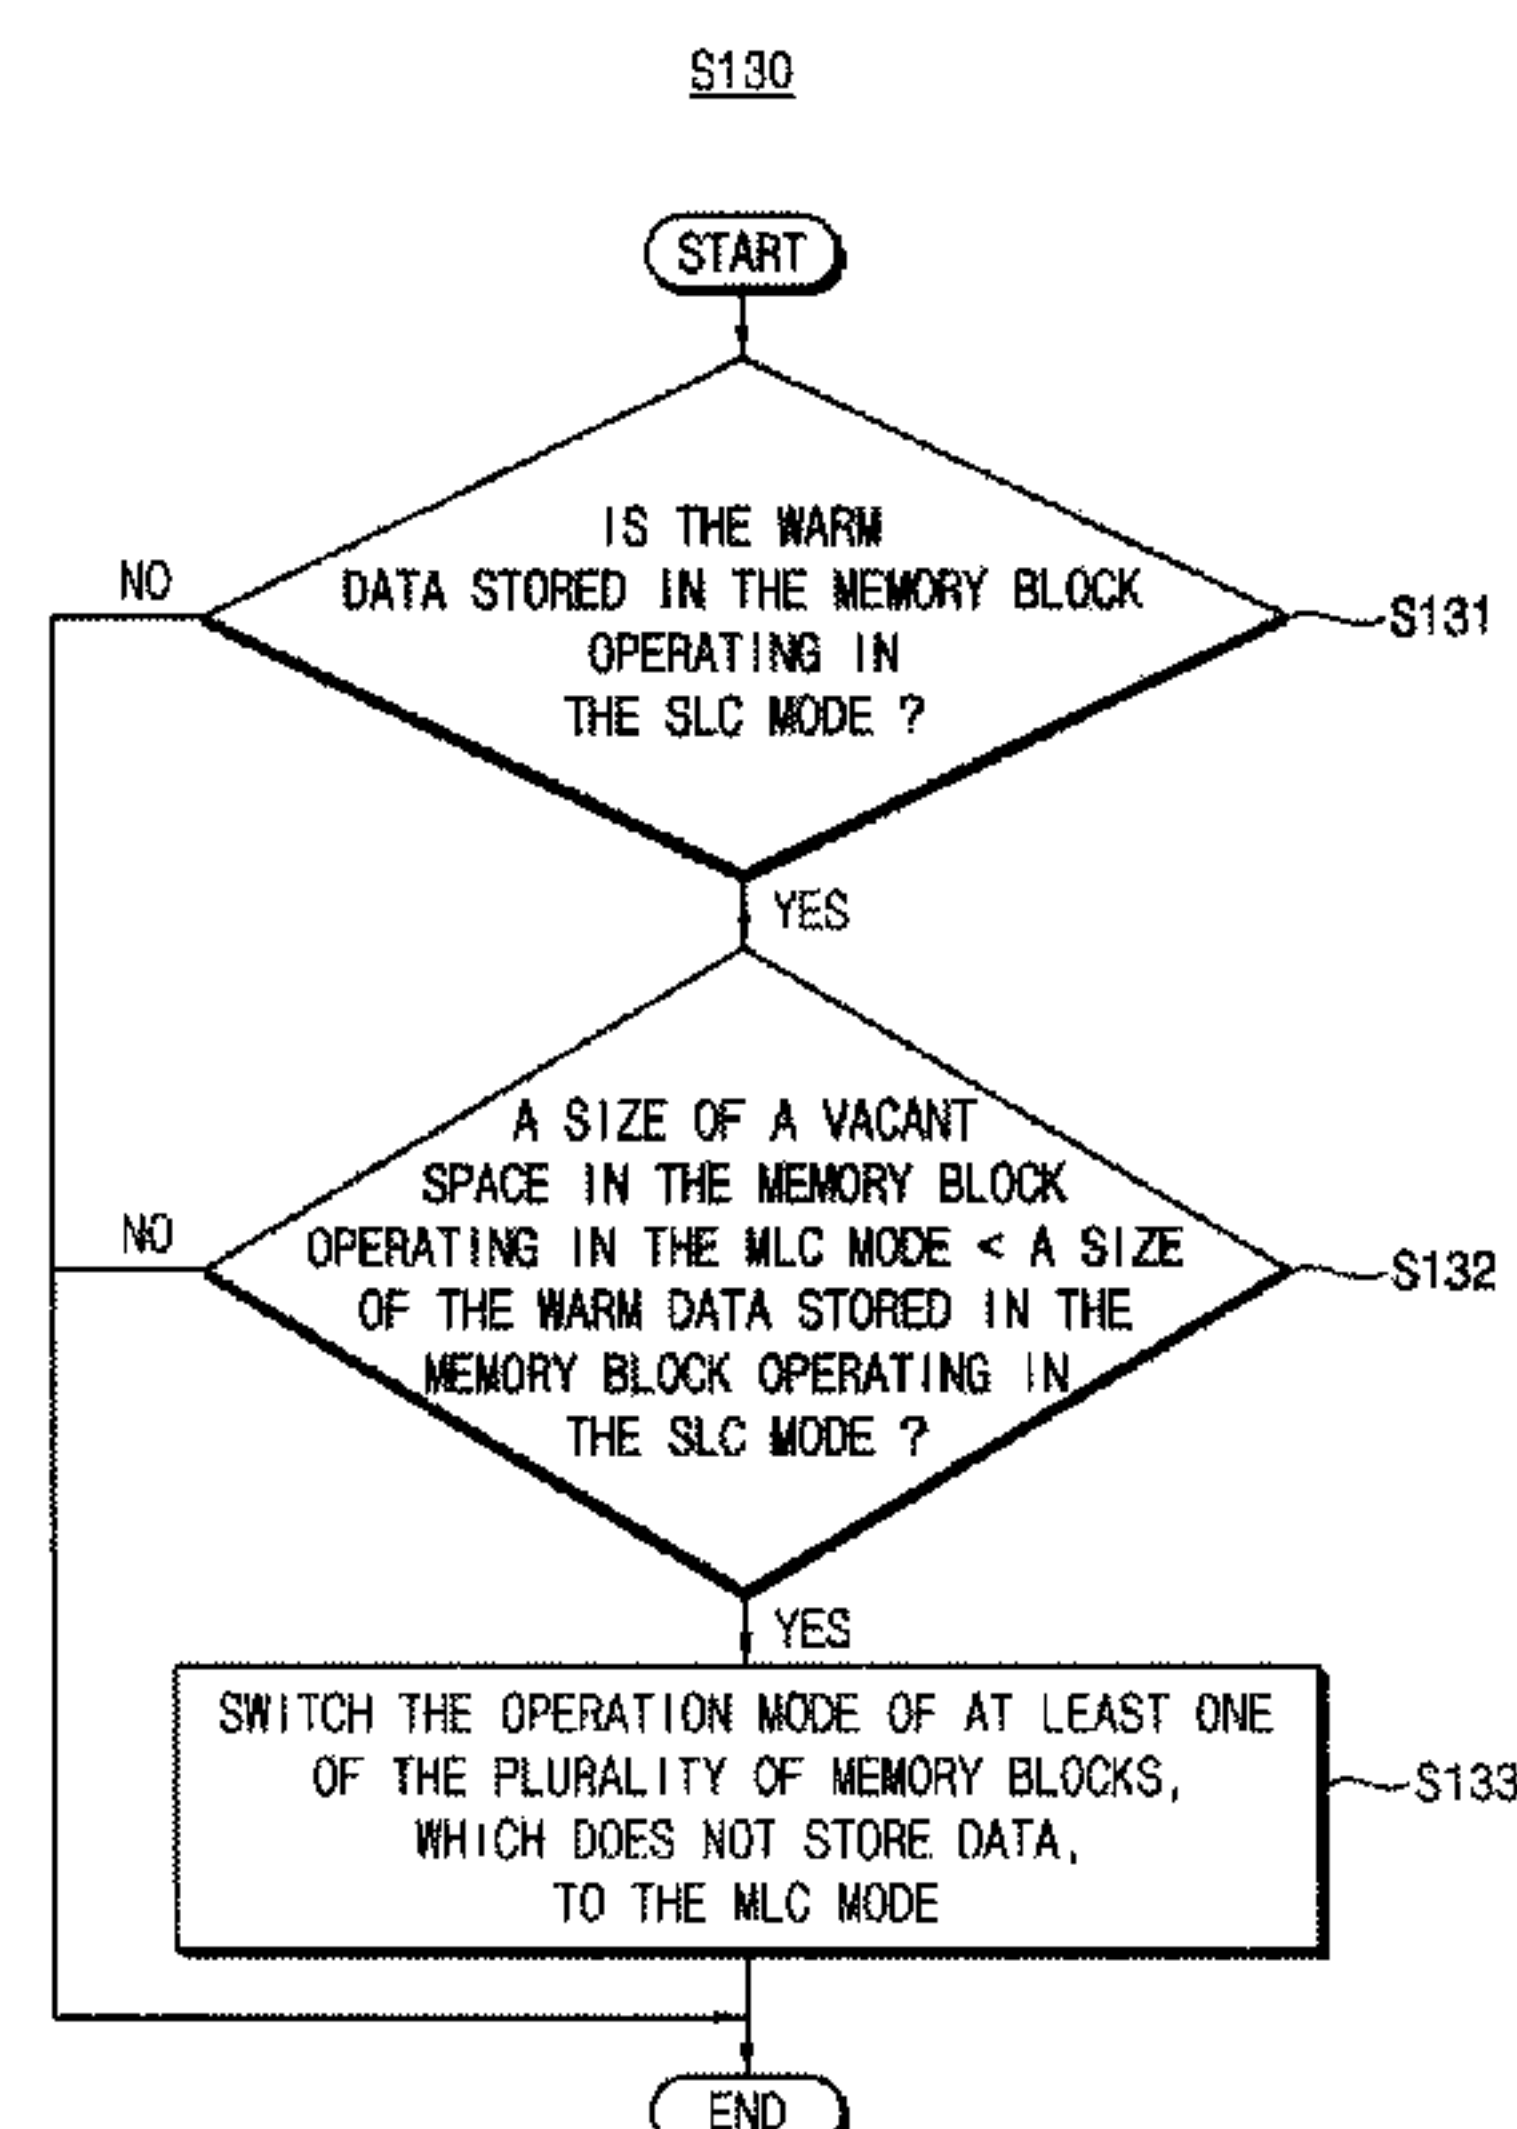 S130
START
IS THE WARM
DATA STORED IN THE MEMORY BLOCK
OPERATING IN
THE SLC MODE ?
NO
S131
YES
A SIZE OF A VACANT
SPACE IN THE MEMORY BLOCK
OPERATING IN THE MLC MODE < A SIZE
OF THE WARM DATA STORED IN THE
MEMORY BLOCK OPERATING IN
THE SLC MODE ?
NO
S132
YES
SWITCH THE OPERATION MODE OF AT LEAST ONE
OF THE PLURALITY OF MEMORY BLOCKS,
WHICH DOES NOT STORE DATA,
TO THE MLC MODE
S133
END